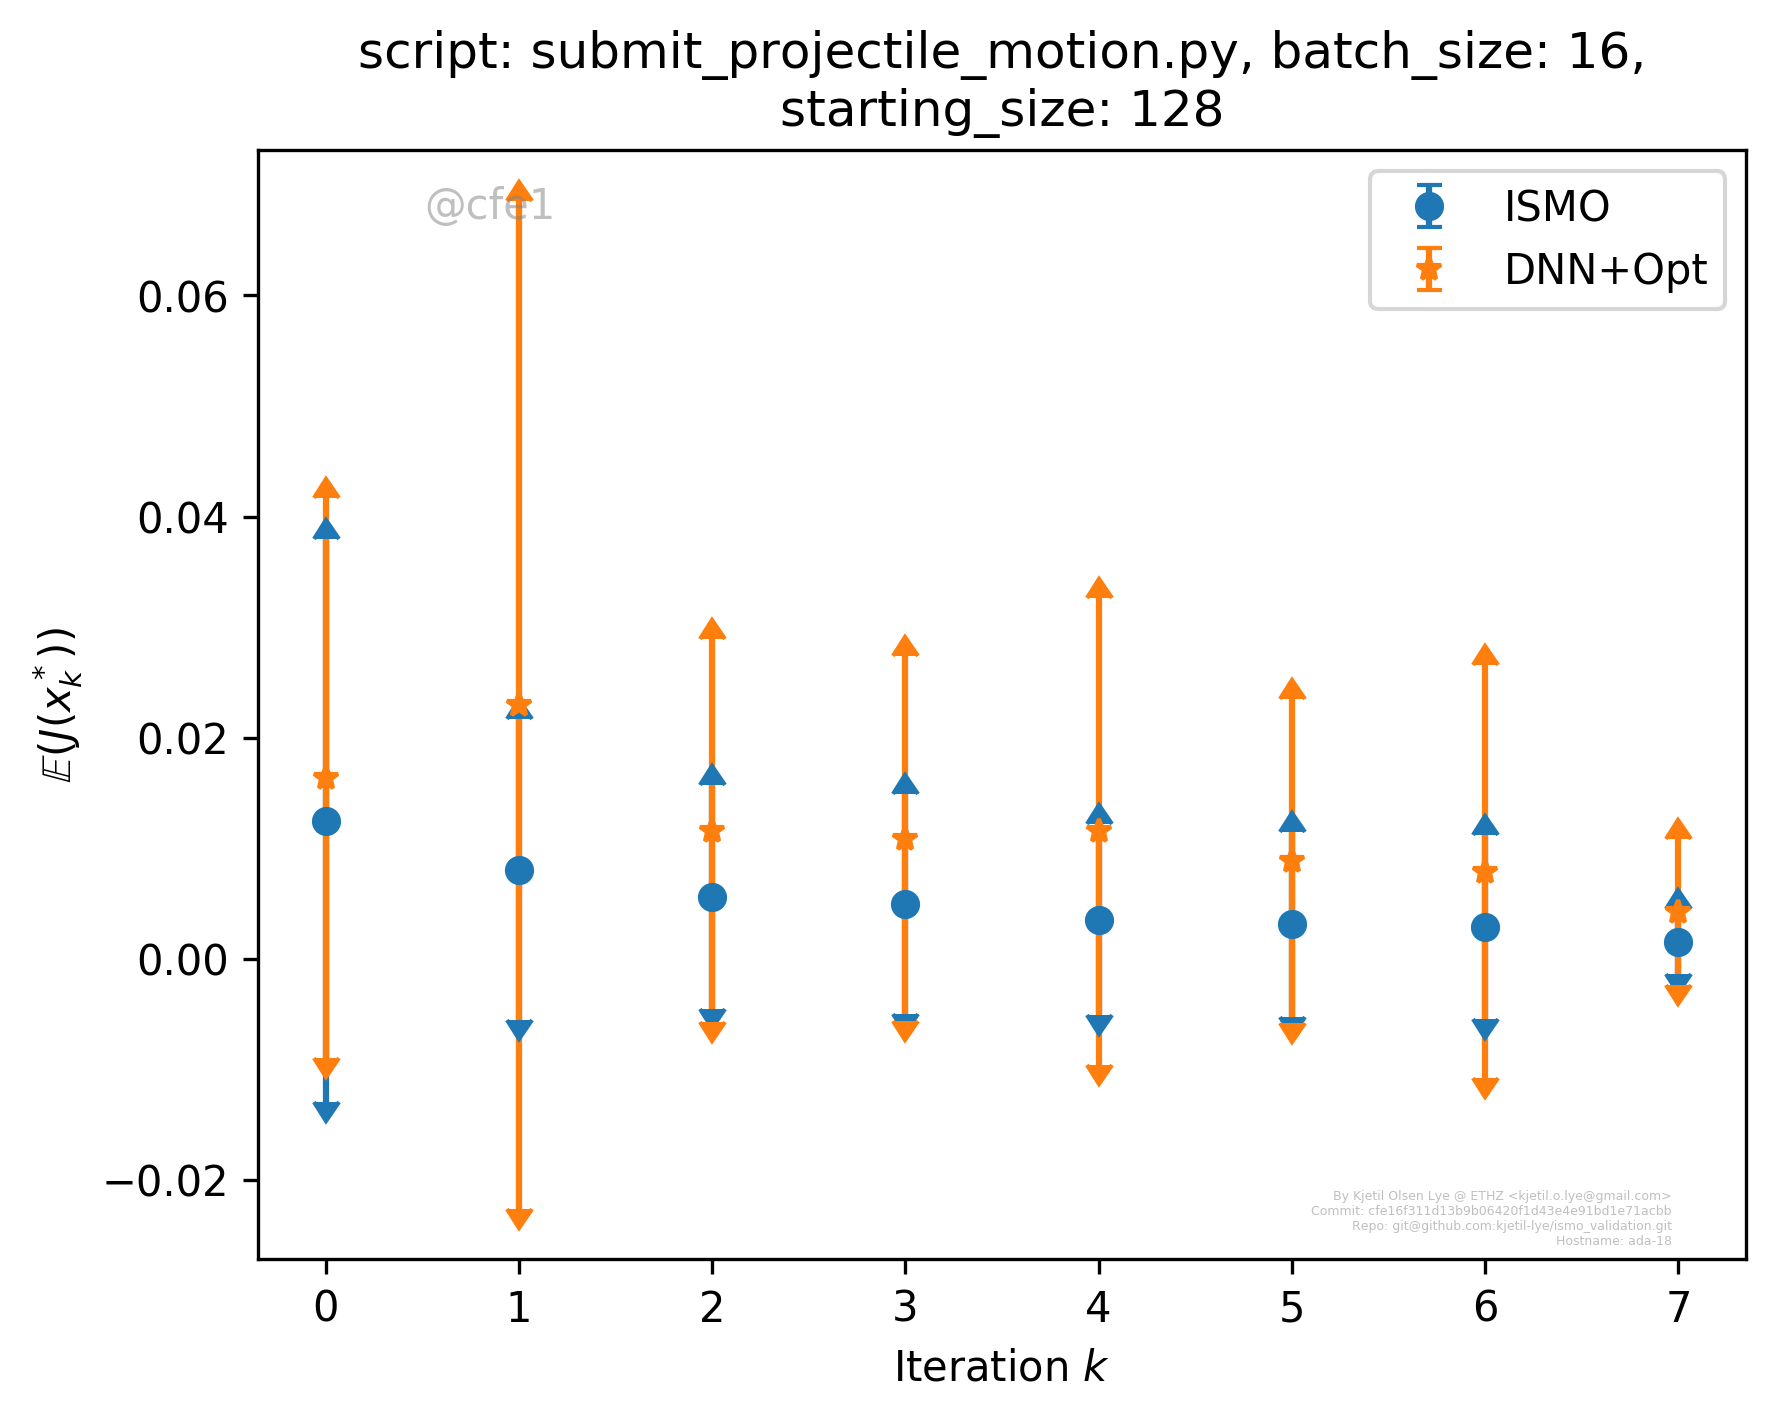 script: submit_projectile_motion.py, batch_size: 16,
starting_size: 128
@cfe1
ISMO
DNN+Opt
0.06
0.04
0.02
0.00
−0.02
𝔼(J(x*k))
0 1 2 3 4 5 6 7
Iteration k
By Kjetil Olsen Lye @ ETHZ <kjetil.o.lye@gmail.com>
Commit: cfe16f311d13b9b06420f1d43e4e91bd1e71acbb
Repo: git@github.com:kjetil-lye/ismo_validation.git
Hostname: ada-18